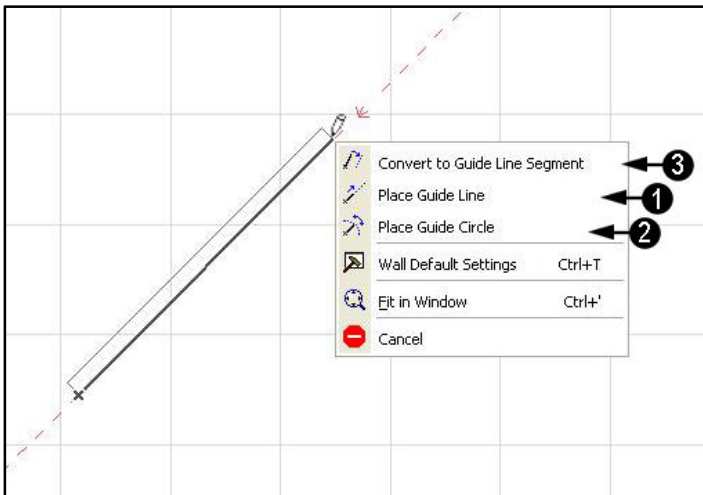 Convert to Guide Line Segment 3
Place Guide Line 1
Place Guide Circle 2
Wall Default Settings Ctrl+T
Fit in Window Ctrl+'
Cancel